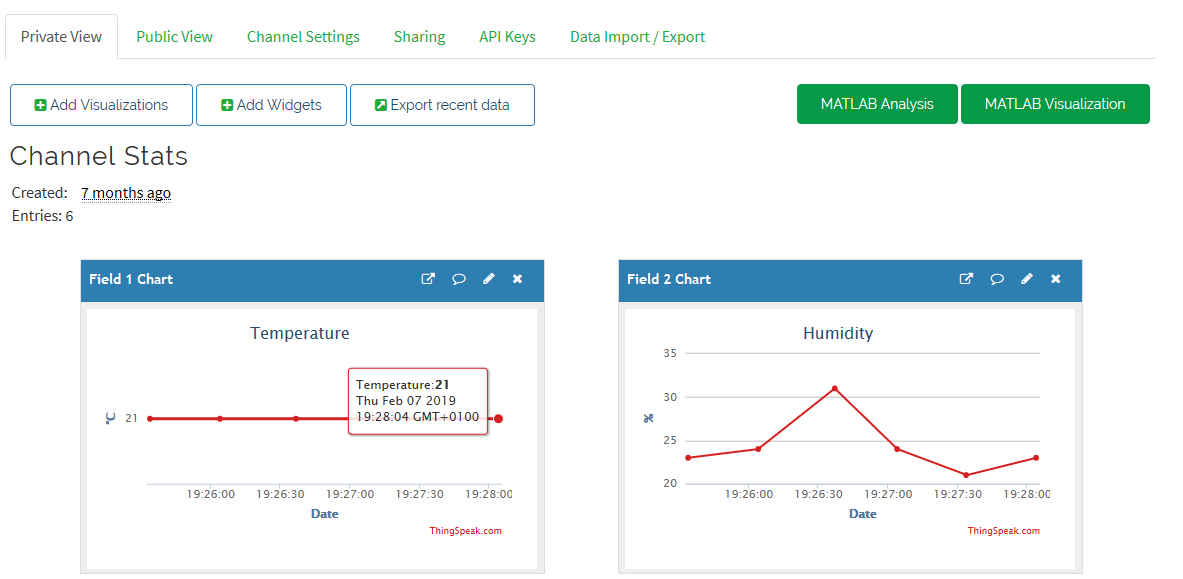 Private View Public View Channel Settings Sharing API Keys Data Import / Export
Add Visualizations Add Widgets Export recent data MATLAB Analysis MATLAB Visualization
Channel Stats
Created: 7 months ago
Entries: 6
Field 1 Chart
Temperature
°C
21
Temperature:21
Thu Feb 07 2019
19:28:04 GMT+0100
19:26:00 19:26:30 19:27:00 19:27:30 19:28:00
Date
ThingSpeak.com
Field 2 Chart
Humidity
%
35
30
25
20
19:26:00 19:26:30 19:27:00 19:27:30 19:28:00
Date
ThingSpeak.com